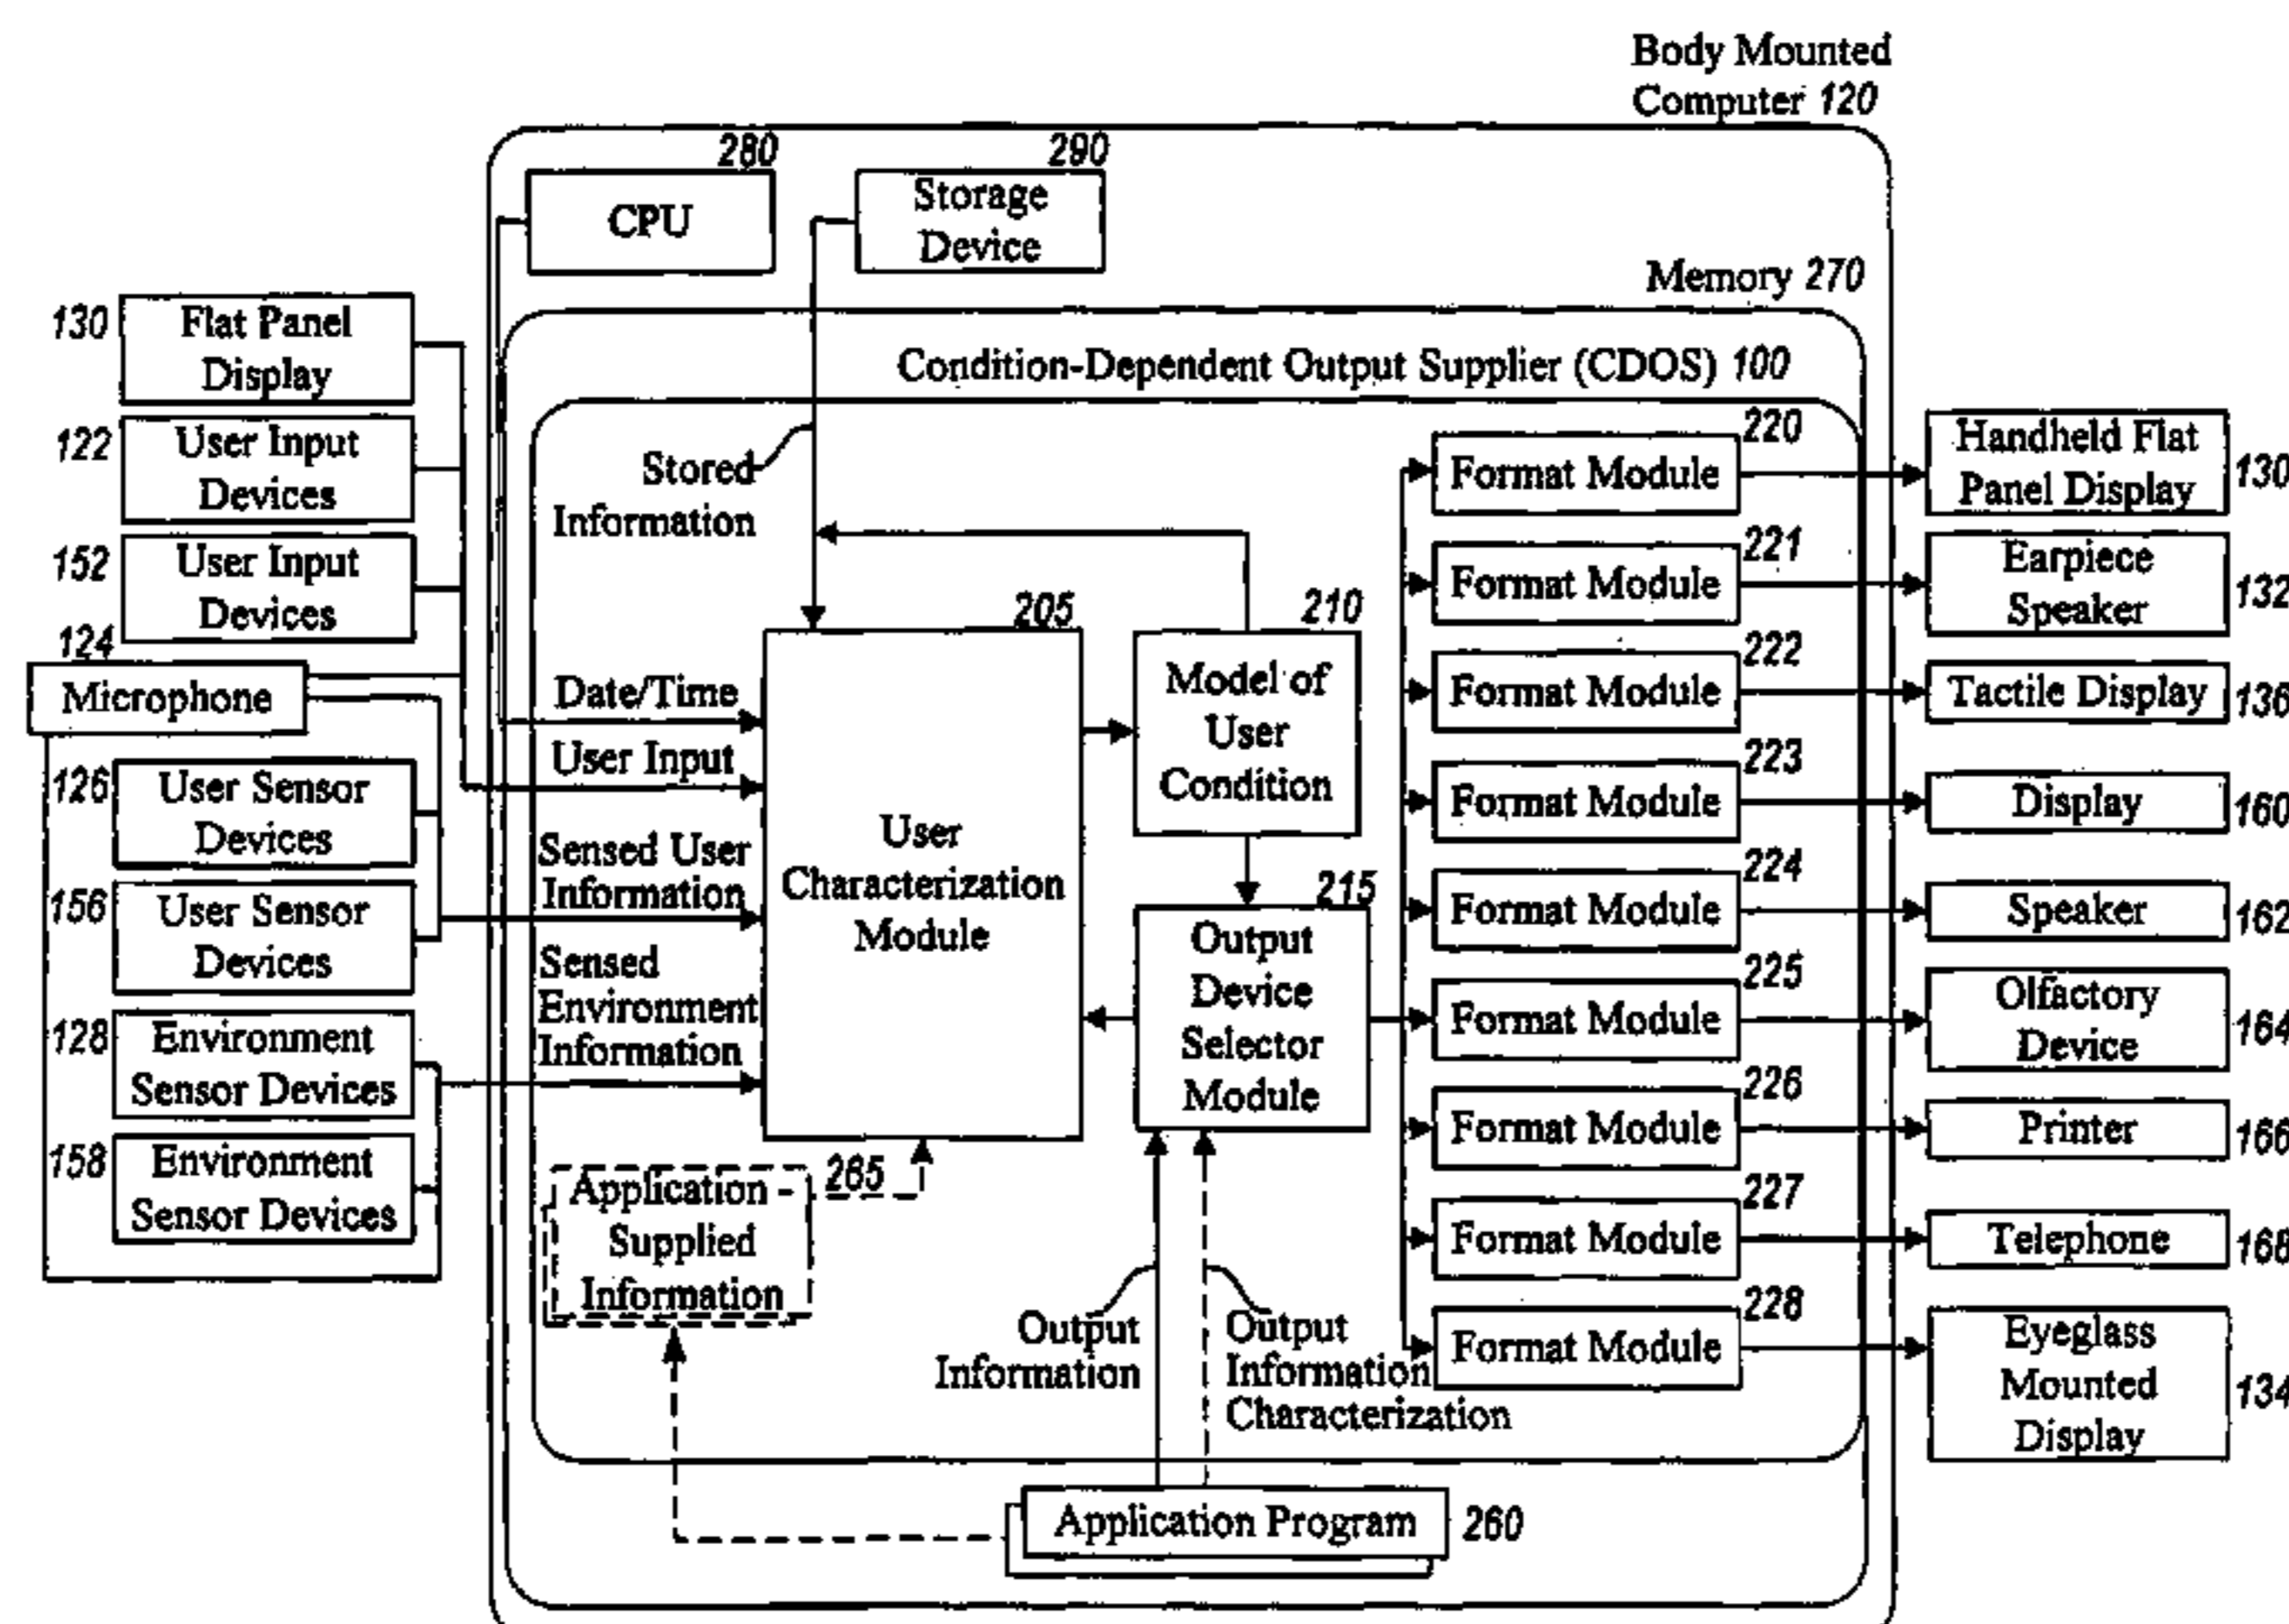 Body Mounted
Computer 120
280
CPU
290
Storage
Device
Memory 270
Condition-Dependent Output Supplier (CDOS) 100
130
Flat Panel
Display
122
User Input
Devices
152
User Input
Devices
124
Microphone
126
User Sensor
Devices
156
User Sensor
Devices
128
Environment
Sensor Devices
158
Environment
Sensor Devices
Stored
Information
Date/Time
User Input
Sensed User
Information
Sensed
Environment
Information
205
User
Characterization
Module
210
Model of
User
Condition
215
Output
Device
Selector
Module
265
Application -
Supplied
Information
Output
Information
Output
Information
Characterization
Application Program 260
220
Format Module
221
Format Module
222
Format Module
223
Format Module
224
Format Module
225
Format Module
226
Format Module
227
Format Module
228
Format Module
Handheld Flat
Panel Display
130
Earpiece
Speaker
132
Tactile Display 136
Display 160
Speaker 162
Olfactory
Device
164
Printer 166
Telephone 168
Eyeglass
Mounted
Display
134